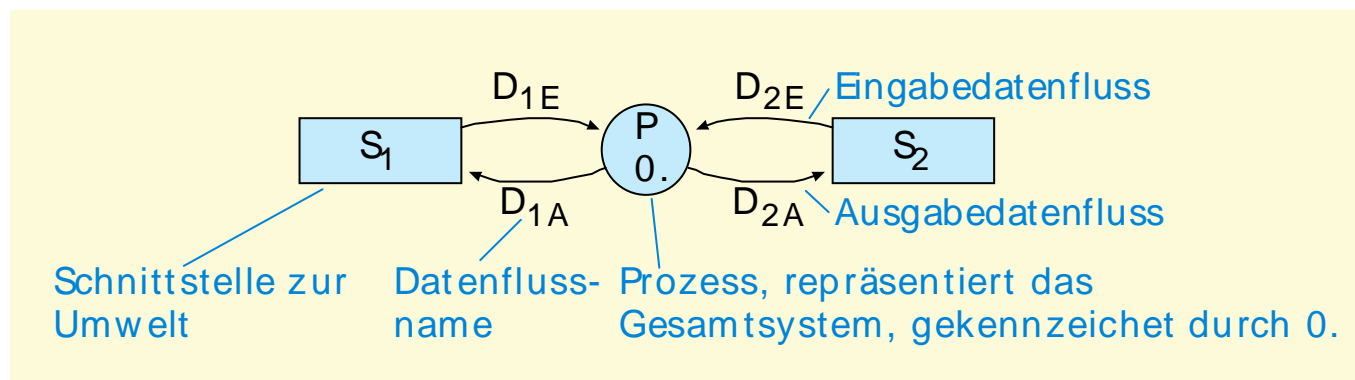 D1E
D2E
Eingabedatenfluss
S1
P
0.
S2
D1A
D2A
Ausgabedatenfluss
Schnittstelle zur
Umwelt
Datenfluss-
name
Prozess, repräsentiert das
Gesamtsystem, gekennzeichet durch 0.